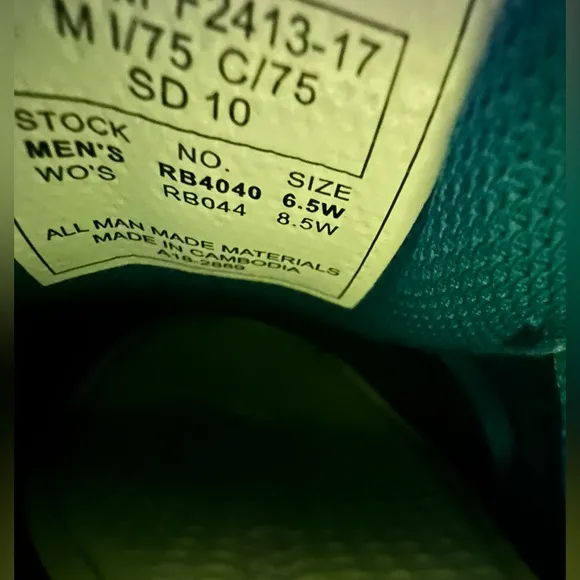 F2413-17
M I/75 C/75
SD 10
STOCK NO. SIZE
MEN'S RB4040 6.5W
WO'S RB044 8.5W
ALL MAN MADE MATERIALS
MADE IN CAMBODIA